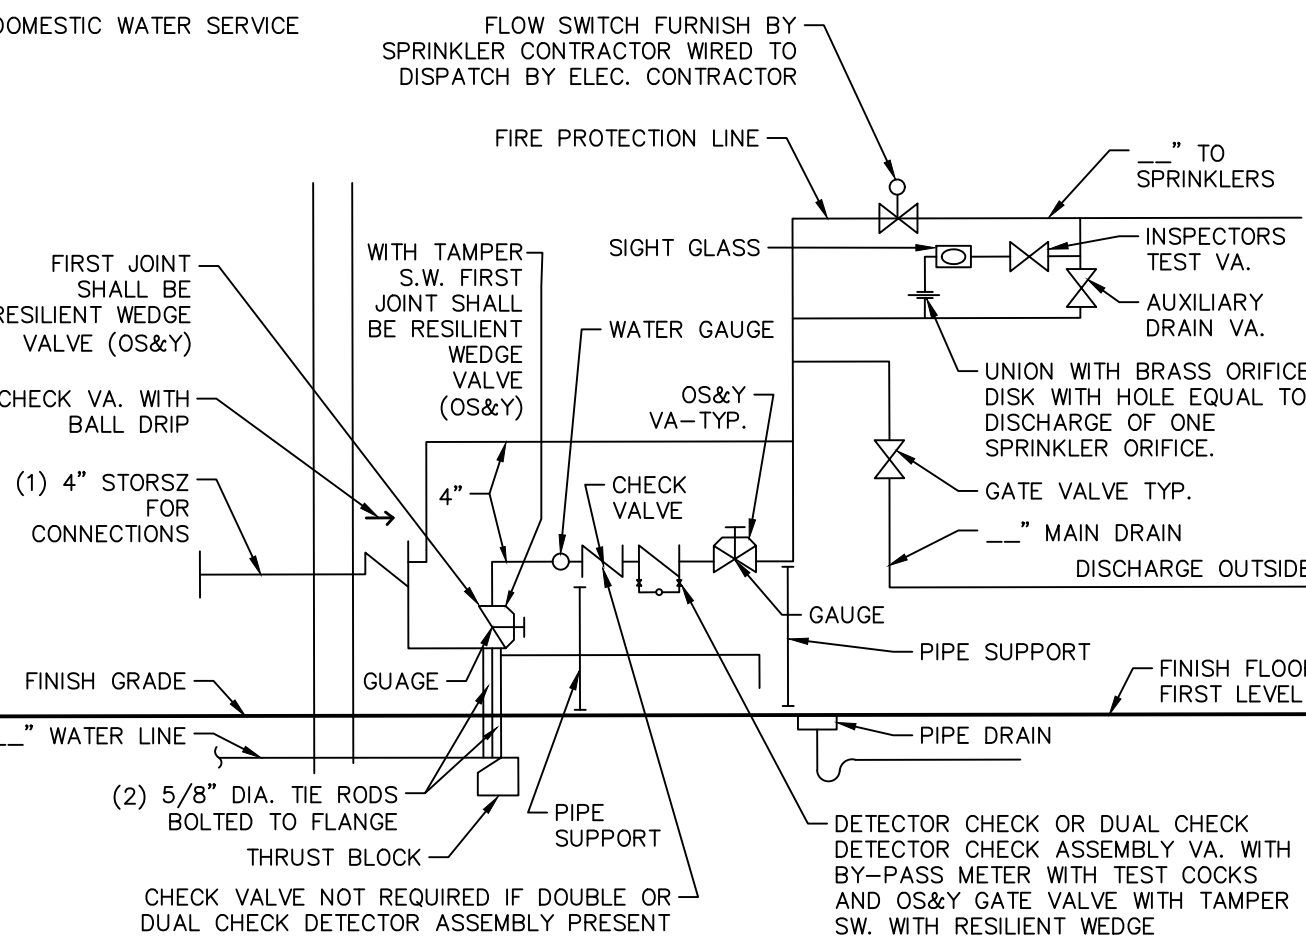 DOMESTIC WATER SERVICE
FLOW SWITCH FURNISH BY
SPRINKLER CONTRACTOR WIRED TO
DISPATCH BY ELEC. CONTRACTOR
FIRE PROTECTION LINE
__" TO
SPRINKLERS
SIGHT GLASS
INSPECTORS
TEST VA.
AUXILIARY
DRAIN VA.
FIRST JOINT
SHALL BE
RESILIENT WEDGE
VALVE (OS&Y)
WITH TAMPER
S.W. FIRST
JOINT SHALL
BE RESILIENT
WEDGE
VALVE
(OS&Y)
WATER GAUGE
UNION WITH BRASS ORIFICE
DISK WITH HOLE EQUAL TO
DISCHARGE OF ONE
SPRINKLER ORIFICE.
OS&Y
VA-TYP.
CHECK VA. WITH
BALL DRIP
(1) 4" STORSZ
FOR
CONNECTIONS
4"
CHECK
VALVE
GATE VALVE TYP.
__" MAIN DRAIN
DISCHARGE OUTSIDE
GAUGE
PIPE SUPPORT
FINISH FLOOR
FIRST LEVEL
FINISH GRADE
GUAGE
__" WATER LINE
PIPE DRAIN
(2) 5/8" DIA. TIE RODS
BOLTED TO FLANGE
PIPE
SUPPORT
THRUST BLOCK
CHECK VALVE NOT REQUIRED IF DOUBLE OR
DUAL CHECK DETECTOR ASSEMBLY PRESENT
DETECTOR CHECK OR DUAL CHECK
DETECTOR CHECK ASSEMBLY VA. WITH
BY-PASS METER WITH TEST COCKS
AND OS&Y GATE VALVE WITH TAMPER
SW. WITH RESILIENT WEDGE